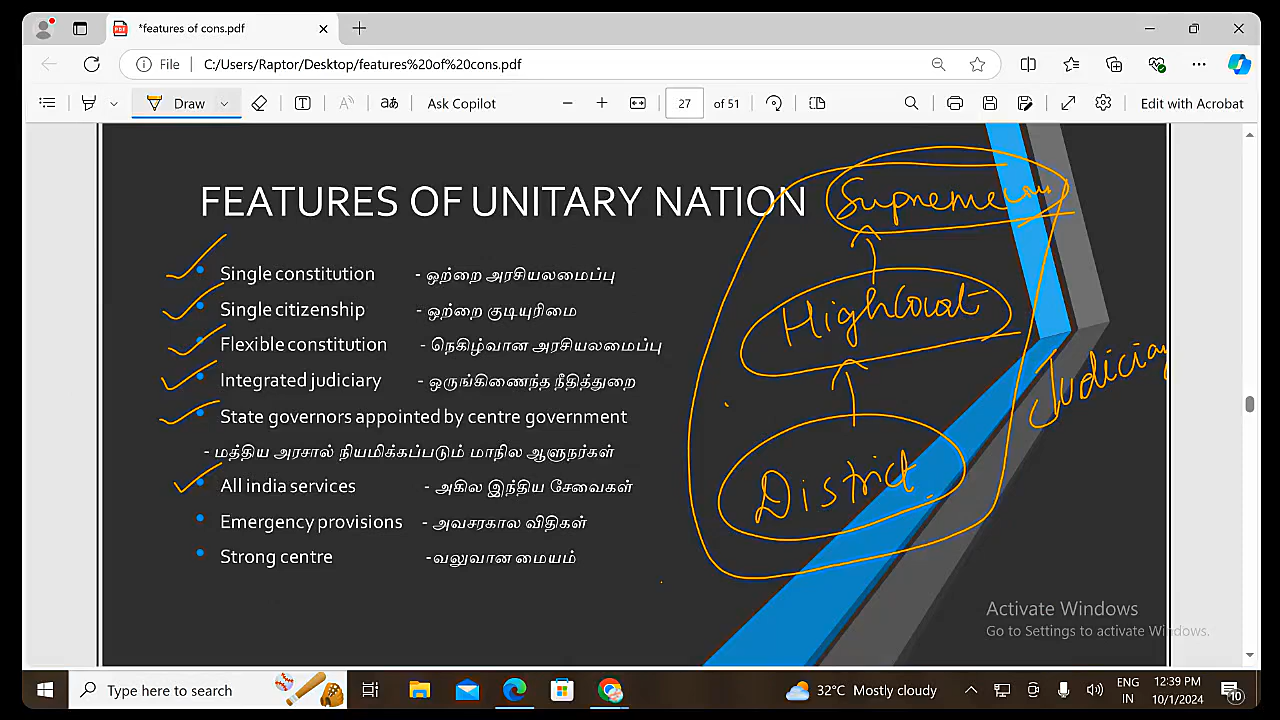 *features of cons.pdf
File C:/Users/Raptor/Desktop/features%20of%20cons.pdf
Draw Ask Copilot 27 of 51 Edit with Acrobat
FEATURES OF UNITARY NATION
Supreme
Single constitution - ஒற்றை அரசியலமைப்பு
Single citizenship - ஒற்றை குடியுரிமை
High Court
Flexible constitution - நெகிழ்வான அரசியலமைப்பு
Integrated judiciary - ஒருங்கிணைந்த நீதித்துறை
Judiciary
State governors appointed by centre government
- மத்திய அரசால் நியமிக்கப்படும் மாநில ஆளுநர்கள்
All india services - அகில இந்திய சேவைகள்
District
Emergency provisions - அவசரகால விதிகள்
Strong centre -வலுவான மையம்
Activate Windows
Go to Settings to activate Windows.
Type here to search 32°C Mostly cloudy ENG 12:39 PM
IN 10/1/2024 10